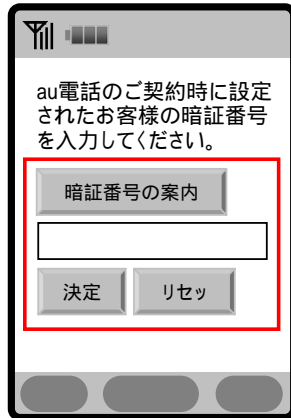 au電話のご契約時に設定
されたお客様の暗証番号
を入力してください。
暗証番号の案内
決定 リセッ